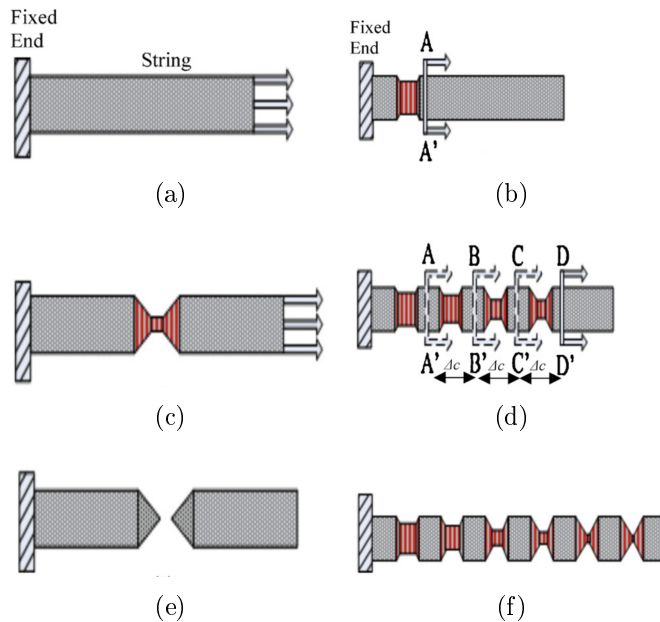 Fixed
End
String
(a)
Fixed
End
A
A'
(b)
(c)
A B C D
A' Δc B' Δc C' Δc D'
(d)
(e)
(f)